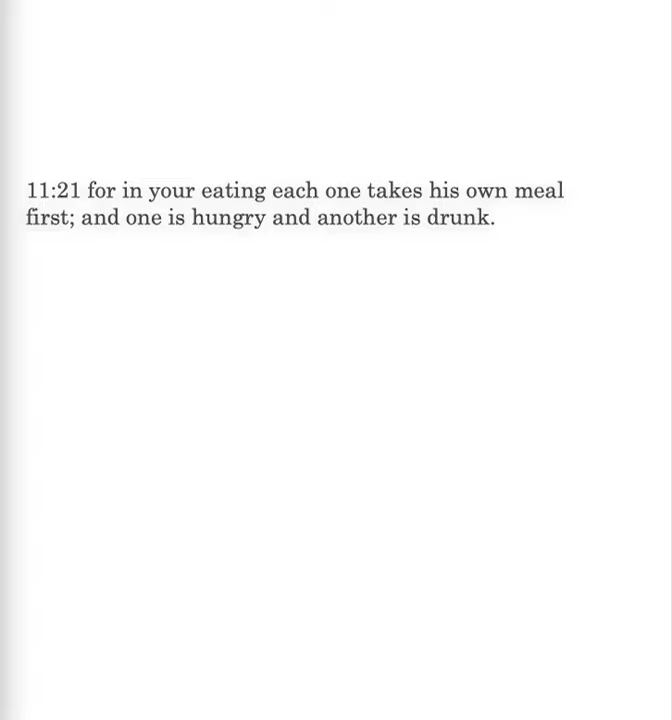 11:21 for in your eating each one takes his own meal
first; and one is hungry and another is drunk.